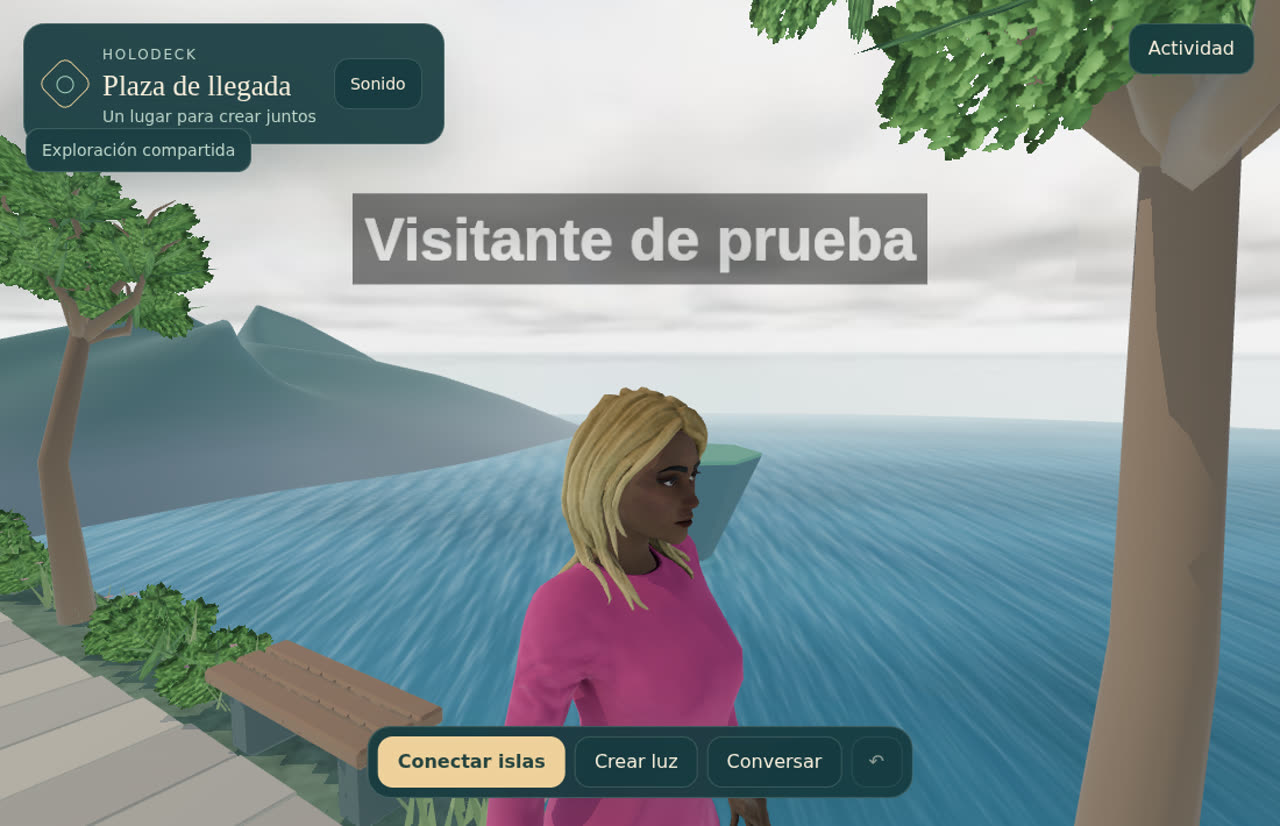 HOLODECK
Plaza de llegada
Un lugar para crear juntos
Sonido
Actividad
Exploración compartida
Visitante de prueba
Conectar islas
Crear luz
Conversar
↶